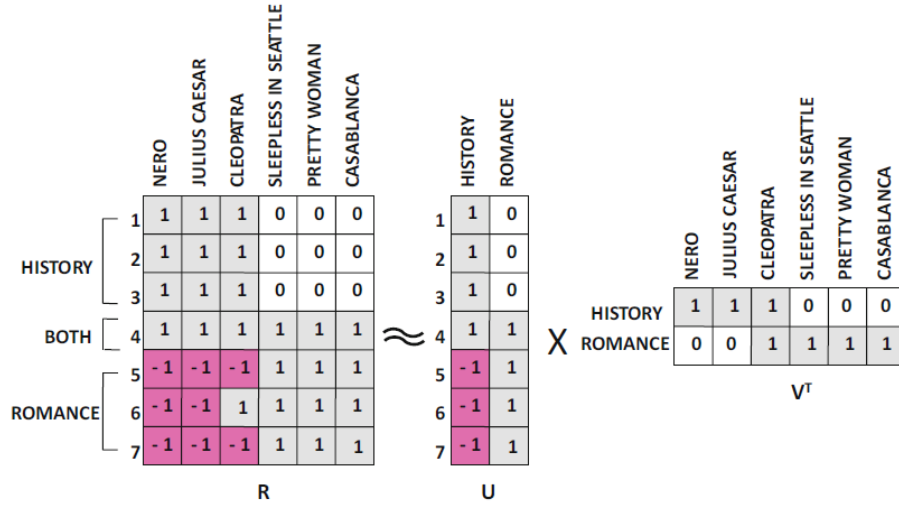 NERO JULIUS CAESAR CLEOPATRA SLEEPLESS IN SEATTLE PRETTY WOMAN CASABLANCA
HISTORY ROMANCE
NERO JULIUS CAESAR CLEOPATRA SLEEPLESS IN SEATTLE PRETTY WOMAN CASABLANCA
HISTORY
BOTH
ROMANCE
1 1 1 1 0 0 0
2 1 1 1 0 0 0
3 1 1 1 0 0 0
4 1 1 1 1 1 1
5 - 1 - 1 - 1 1 1 1
6 - 1 - 1 1 1 1 1
7 - 1 - 1 - 1 1 1 1
R
≈
1 1 0
2 1 0
3 1 0
4 1 1
5 - 1 1
6 - 1 1
7 - 1 1
U
X
HISTORY 1 1 1 0 0 0
ROMANCE 0 0 1 1 1 1
Vᵀ